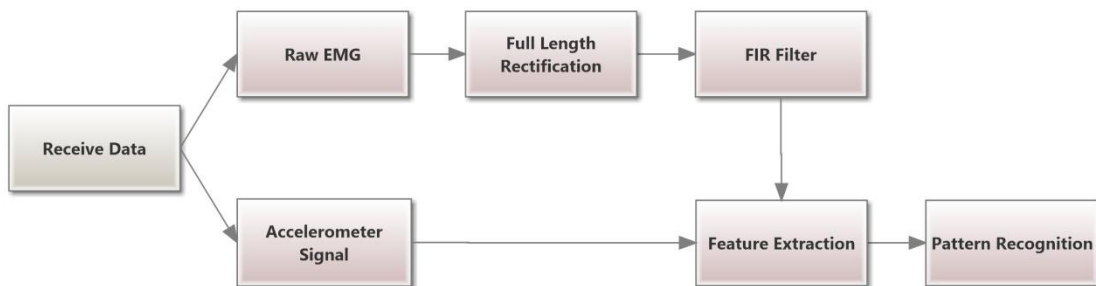 Raw EMG
Full Length
Rectification
FIR Filter
Receive Data
Accelerometer
Signal
Feature Extraction
Pattern Recognition